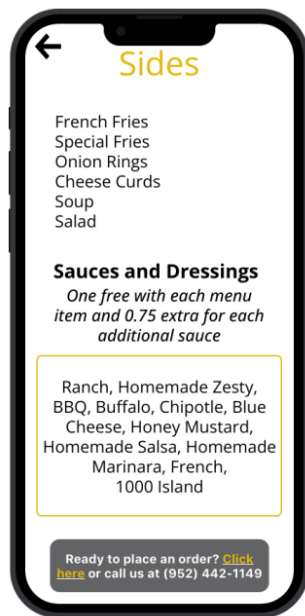 Sides
French Fries
Special Fries
Onion Rings
Cheese Curds
Soup
Salad
Sauces and Dressings
One free with each menu
item and 0.75 extra for each
additional sauce
Ranch, Homemade Zesty,
BBQ, Buffalo, Chipotle, Blue
Cheese, Honey Mustard,
Homemade Salsa, Homemade
Marinara, French,
1000 Island
Ready to place an order? Click
here or call us at (952) 442-1149